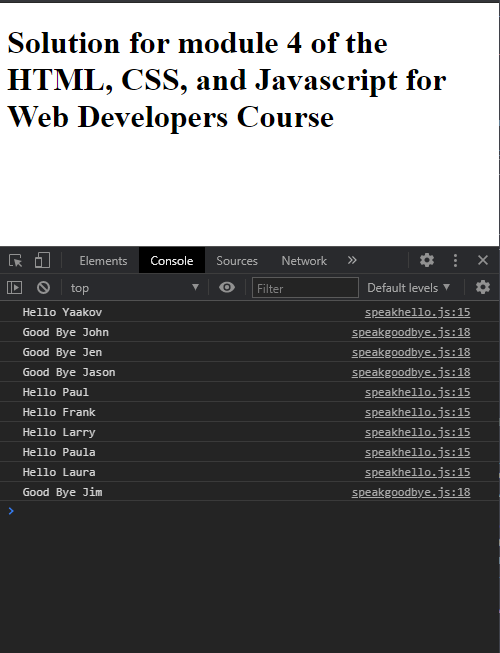 Solution for module 4 of the
HTML, CSS, and Javascript for
Web Developers Course
Elements Console Sources Network »
top Filter Default levels
Hello Yaakov speakhello.js:15
Good Bye John speakgoodbye.js:18
Good Bye Jen speakgoodbye.js:18
Good Bye Jason speakgoodbye.js:18
Hello Paul speakhello.js:15
Hello Frank speakhello.js:15
Hello Larry speakhello.js:15
Hello Paula speakhello.js:15
Hello Laura speakhello.js:15
Good Bye Jim speakgoodbye.js:18